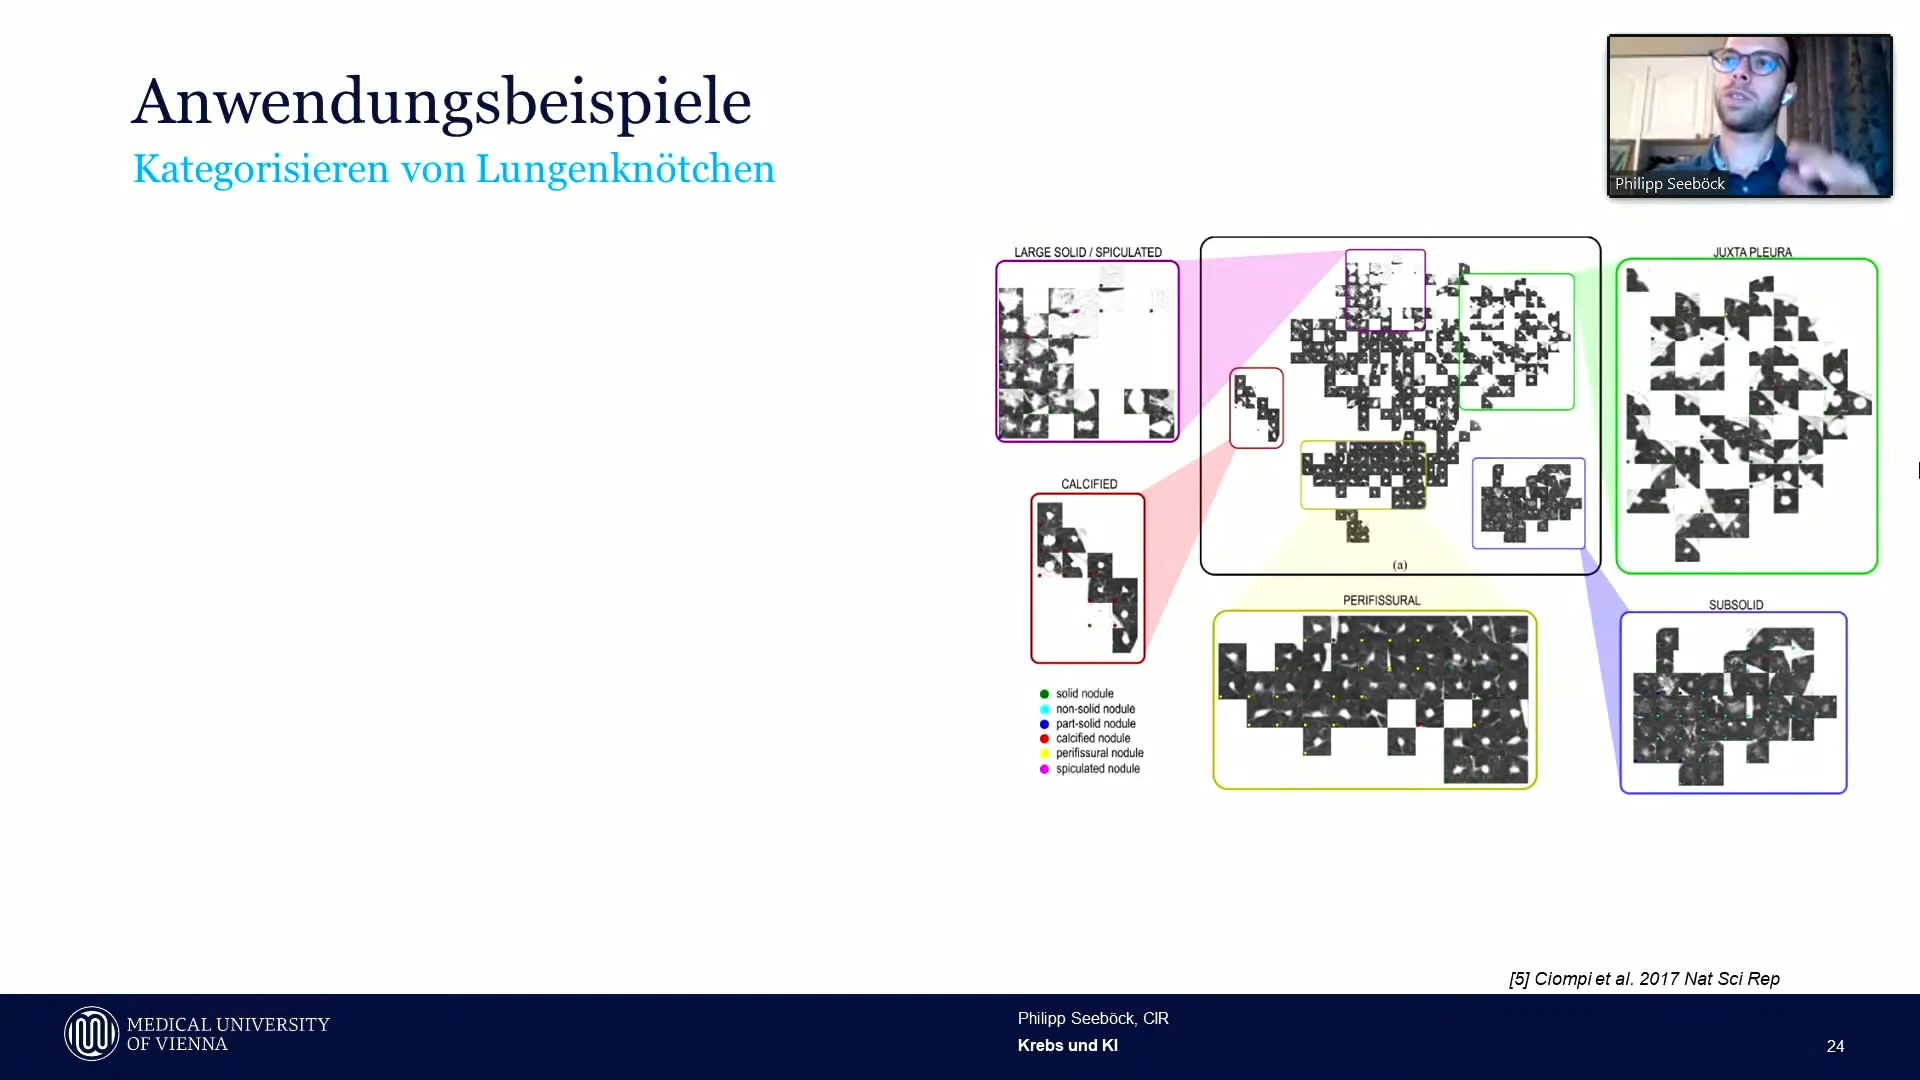 Anwendungsbeispiele
Kategorisieren von Lungenknötchen
Philipp Seeböck
LARGE SOLID / SPICULATED
JUXTA PLEURA
CALCIFIED
(a)
PERIFISSURAL
SUBSOLID
solid nodule
non-solid nodule
part-solid nodule
calcified nodule
perifissural nodule
spiculated nodule
[5] Ciompi et al. 2017 Nat Sci Rep
MEDICAL UNIVERSITY
OF VIENNA
Philipp Seeböck, CIR
Krebs und KI
24